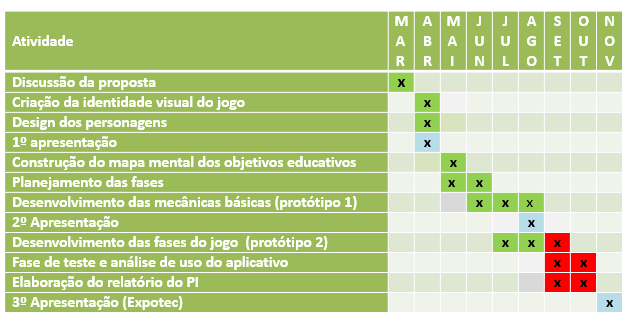 Atividade MAR ABR MAI JUN JUL AGO SET OUT NOV
Discussão da proposta x
Criação da identidade visual do jogo x
Design dos personagens x
1º apresentação x
Construção do mapa mental dos objetivos educativos x
Planejamento das fases x x
Desenvolvimento das mecânicas básicas (protótipo 1) x x x
2º Apresentação x
Desenvolvimento das fases do jogo (protótipo 2) x x x
Fase de teste e análise de uso do aplicativo x x
Elaboração do relatório do PI x x
3º Apresentação (Expotec) x